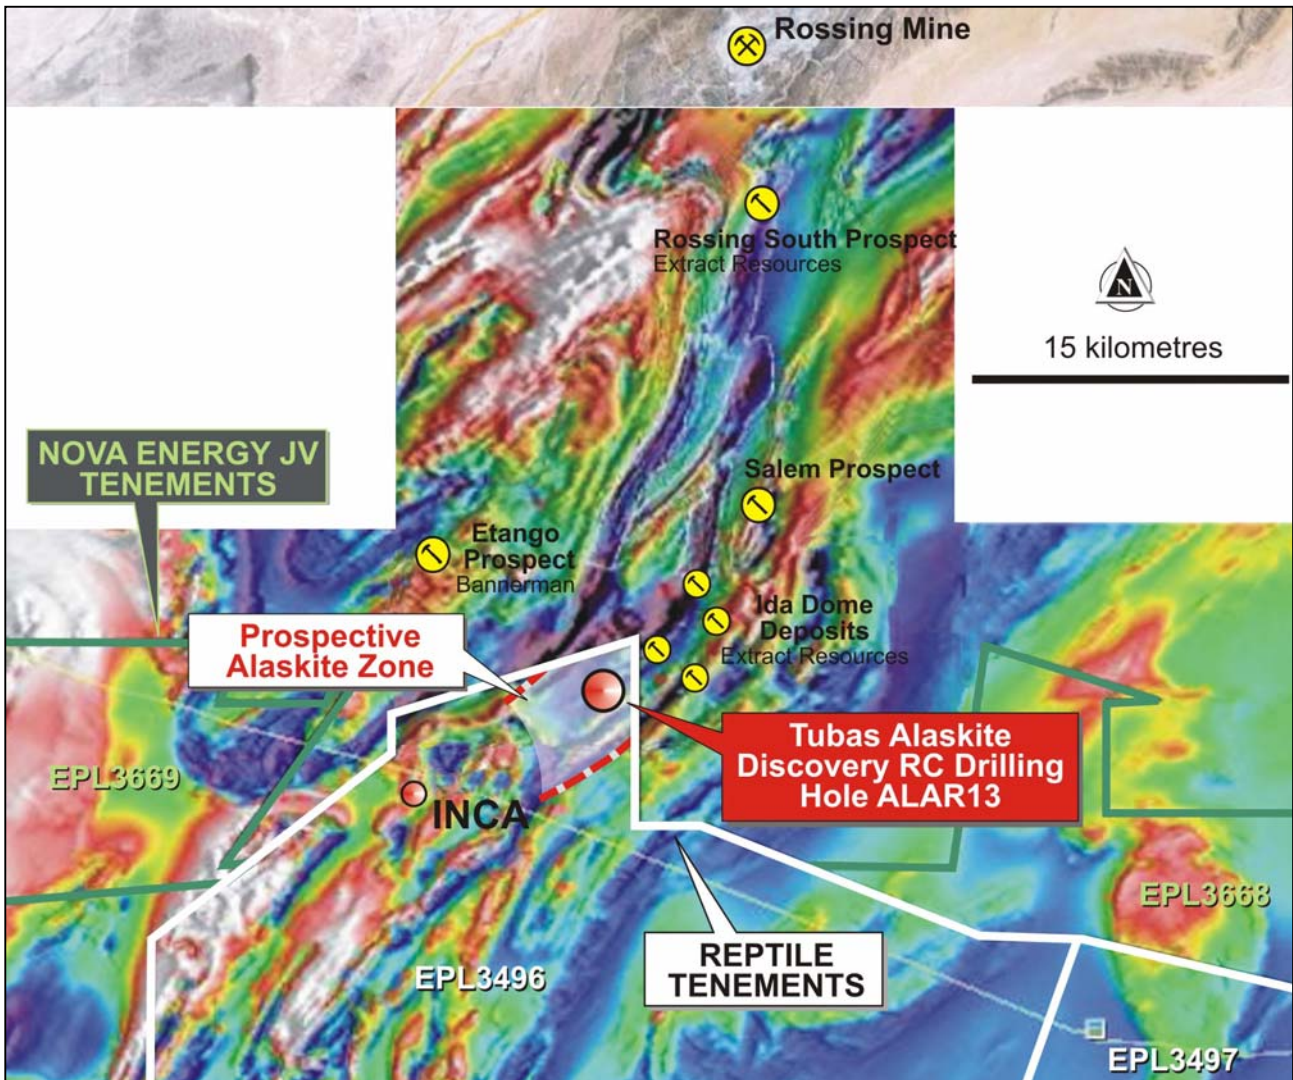 Rossing Mine
Rossing South Prospect
Extract Resources
N
15 kilometres
NOVA ENERGY JV
TENEMENTS
Salem Prospect
Etango
Prospect
Bannerman
Ida Dome
Deposits
Extract Resources
Prospective
Alaskite Zone
Tubas Alaskite
Discovery RC Drilling
Hole ALAR13
EPL3669
INCA
EPL3668
REPTILE
TENEMENTS
EPL3496
EPL3497